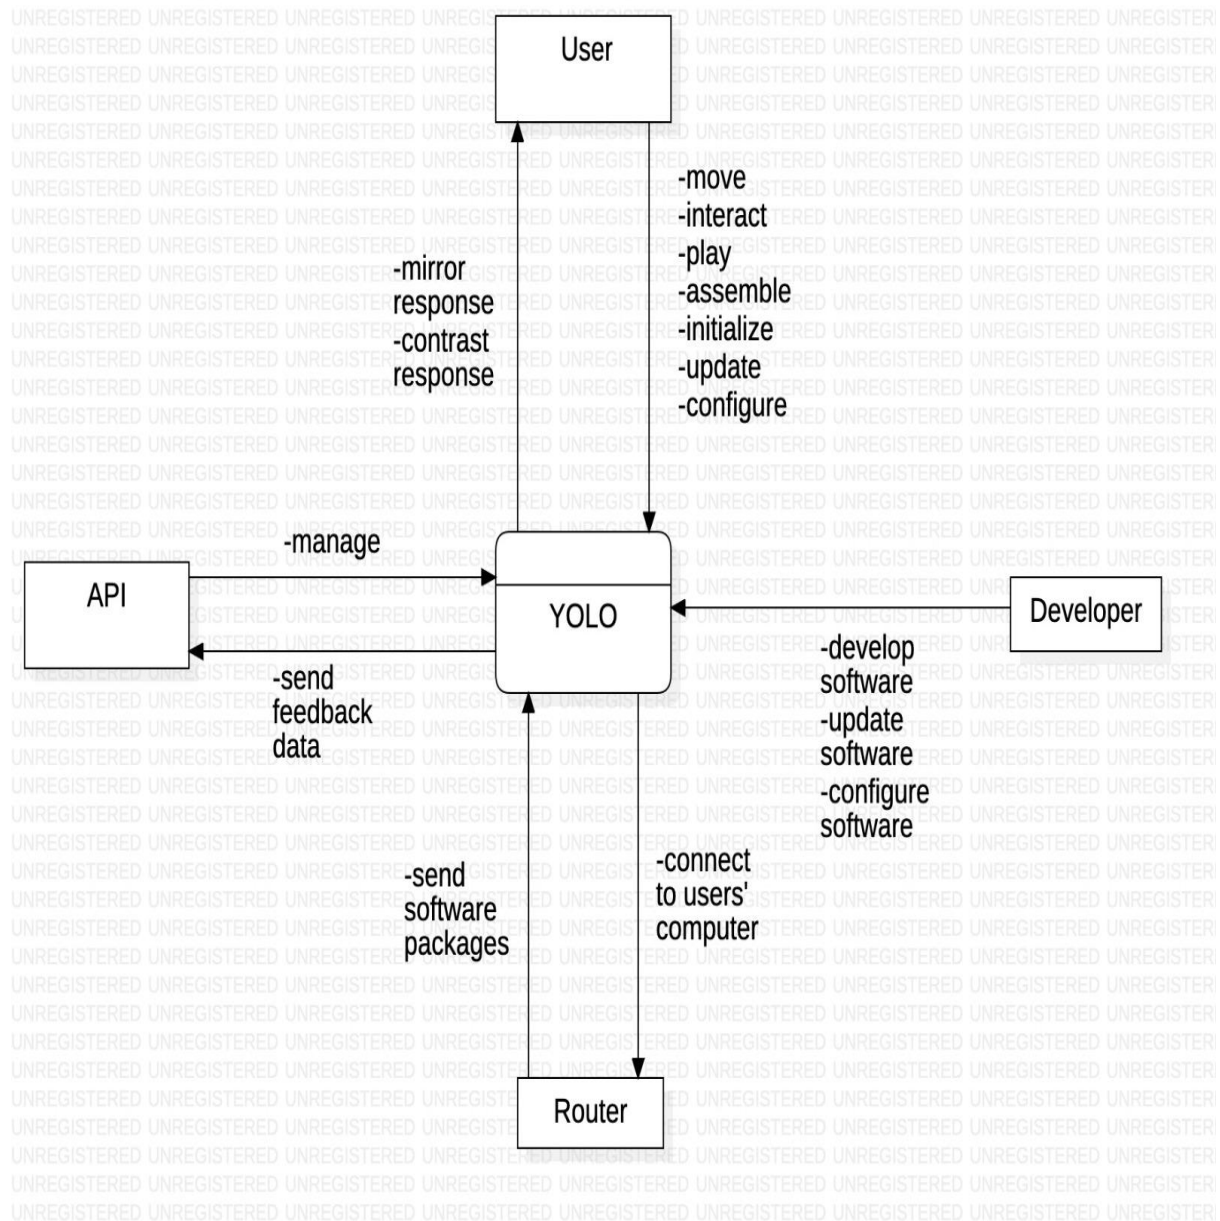 User
-move
-interact
-play
-assemble
-initialize
-update
-configure
-mirror
response
-contrast
response
-manage
API
YOLO
Developer
-send
feedback
data
-develop
software
-update
software
-configure
software
-send
software
packages
-connect
to users'
computer
Router